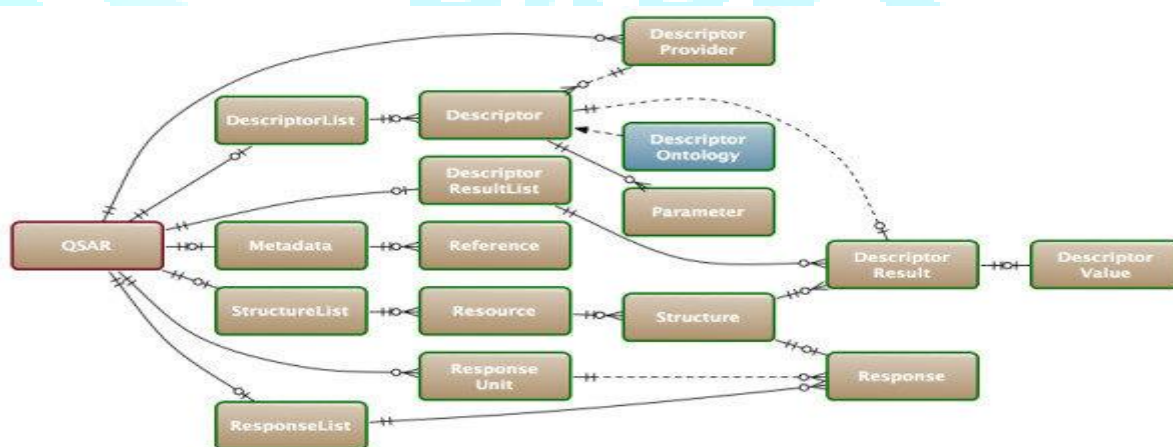 Descriptor
Provider
DescriptorList
Descriptor
Descriptor
Ontology
Descriptor
ResultList
Parameter
QSAR
Metadata
Reference
Descriptor
Result
Descriptor
Value
StructureList
Resource
Structure
Response
Unit
Response
ResponseList